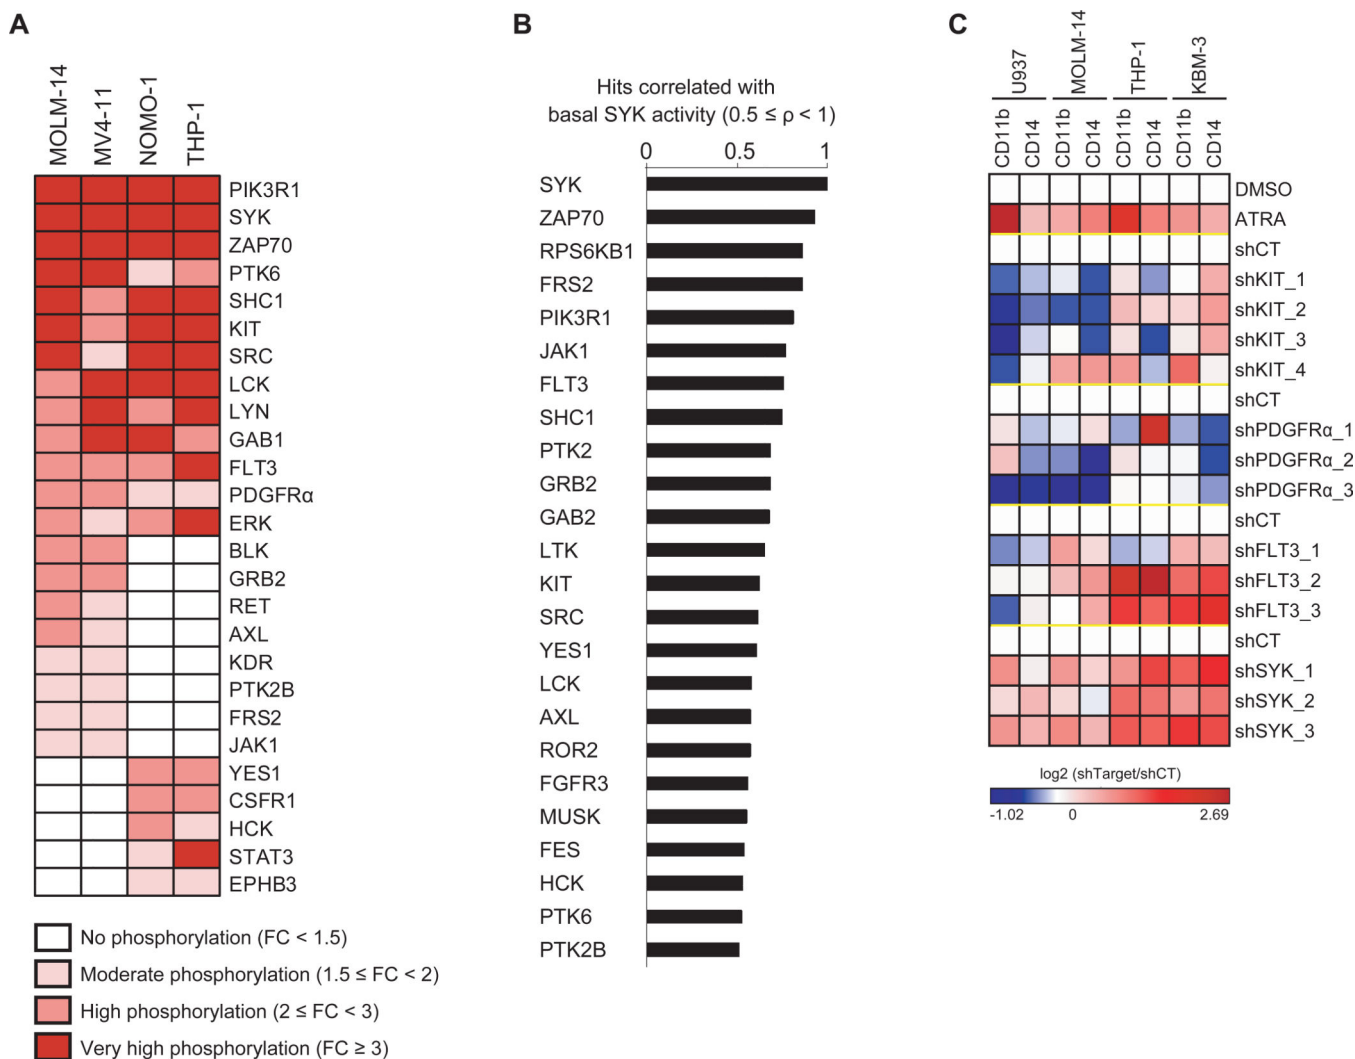 A
MOLM-14
MV4-11
NOMO-1
THP-1
PIK3R1
SYK
ZAP70
PTK6
SHC1
KIT
SRC
LCK
LYN
GAB1
FLT3
PDGFRα
ERK
BLK
GRB2
RET
AXL
KDR
PTK2B
FRS2
JAK1
YES1
CSFR1
HCK
STAT3
EPHB3
No phosphorylation (FC < 1.5)
Moderate phosphorylation (1.5 ≤ FC < 2)
High phosphorylation (2 ≤ FC < 3)
Very high phosphorylation (FC ≥ 3)
B
Hits correlated with
basal SYK activity (0.5 ≤ ρ < 1)
0 0.5 1
SYK
ZAP70
RPS6KB1
FRS2
PIK3R1
JAK1
FLT3
SHC1
PTK2
GRB2
GAB2
LTK
KIT
SRC
YES1
LCK
AXL
ROR2
FGFR3
MUSK
FES
HCK
PTK6
PTK2B
C
U937
MOLM-14
THP-1
KBM-3
CD11b
CD14
CD11b
CD14
CD11b
CD14
CD11b
CD14
DMSO
ATRA
shCT
shKIT_1
shKIT_2
shKIT_3
shKIT_4
shCT
shPDGFRα_1
shPDGFRα_2
shPDGFRα_3
shCT
shFLT3_1
shFLT3_2
shFLT3_3
shCT
shSYK_1
shSYK_2
shSYK_3
log2 (shTarget/shCT)
-1.02 0 2.69